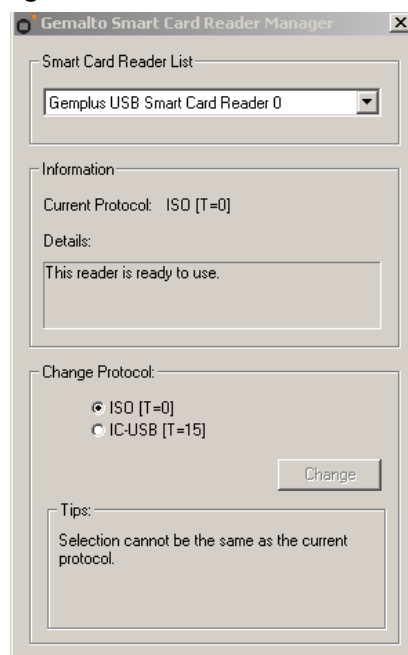 Gemalto Smart Card Reader Manager
Smart Card Reader List
Gemplus USB Smart Card Reader 0
Information
Current Protocol: ISO [T=0]
Details:
This reader is ready to use.
Change Protocol:
ISO [T=0]
IC-USB [T=15]
Change
Tips:
Selection cannot be the same as the current
protocol.